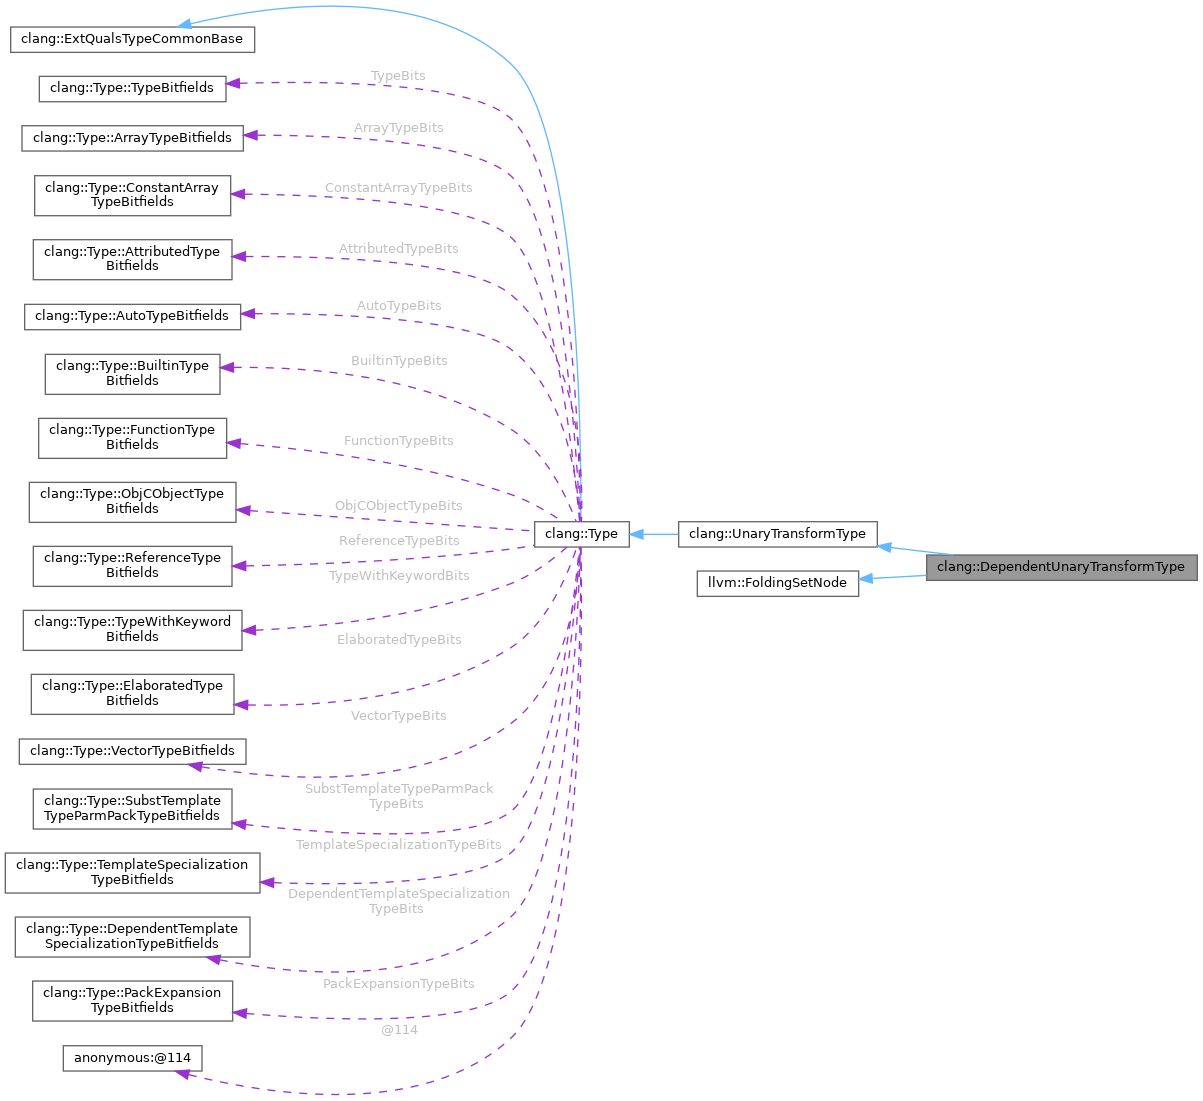 clang::ExtQualsTypeCommonBase
TypeBits
clang::Type::TypeBitfields
ArrayTypeBits
clang::Type::ArrayTypeBitfields
ConstantArrayTypeBits
clang::Type::ConstantArray
TypeBitfields
AttributedTypeBits
clang::Type::AttributedType
Bitfields
AutoTypeBits
clang::Type::AutoTypeBitfields
BuiltinTypeBits
clang::Type::BuiltinType
Bitfields
FunctionTypeBits
clang::Type::FunctionType
Bitfields
ObjCObjectTypeBits
clang::Type::ObjCObjectType
Bitfields
ReferenceTypeBits
clang::Type::ReferenceType
Bitfields
TypeWithKeywordBits
clang::Type::TypeWithKeyword
Bitfields
ElaboratedTypeBits
clang::Type::ElaboratedType
Bitfields
VectorTypeBits
clang::Type::VectorTypeBitfields
SubstTemplateTypeParmPack
TypeBits
clang::Type::SubstTemplate
TypeParmPackTypeBitfields
TemplateSpecializationTypeBits
clang::Type::TemplateSpecialization
TypeBitfields
DependentTemplateSpecialization
TypeBits
clang::Type::DependentTemplate
SpecializationTypeBitfields
PackExpansionTypeBits
clang::Type::PackExpansion
TypeBitfields
@114
anonymous:@114
clang::Type
clang::UnaryTransformType
llvm::FoldingSetNode
clang::DependentUnaryTransformType